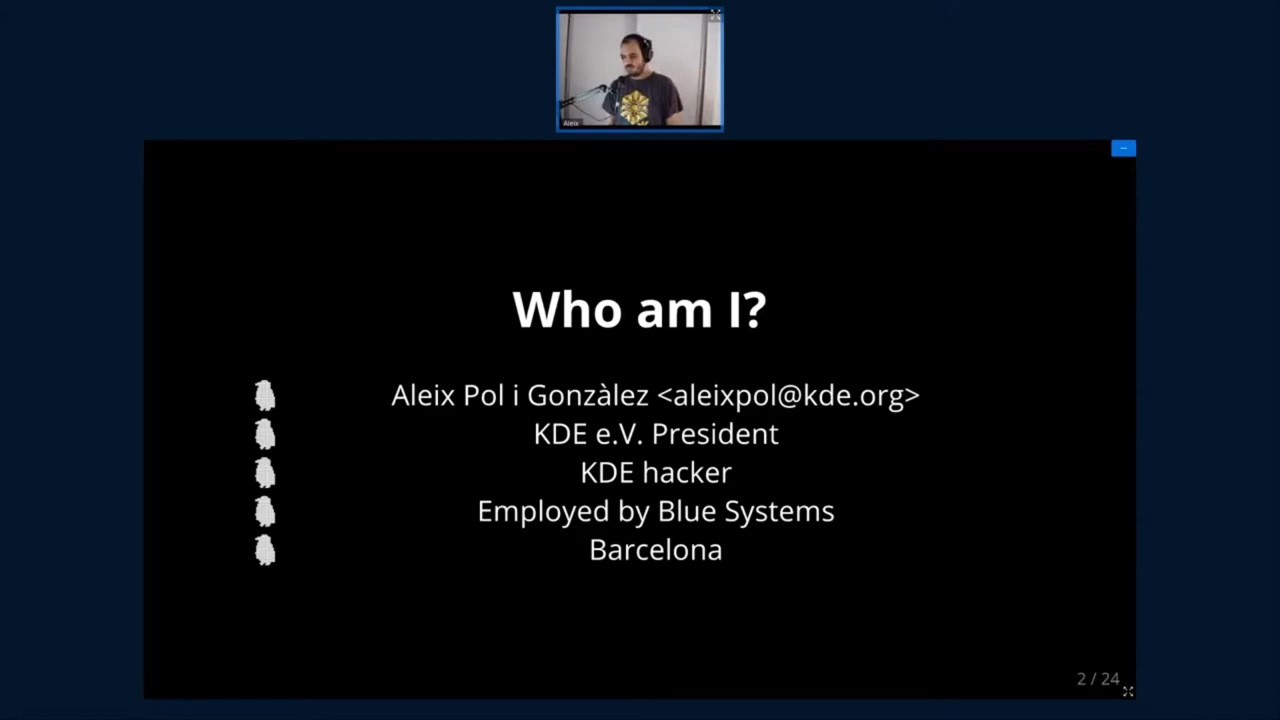 Aleix
Who am I?
Aleix Pol i Gonzàlez <aleixpol@kde.org>
KDE e.V. President
KDE hacker
Employed by Blue Systems
Barcelona
2 / 24